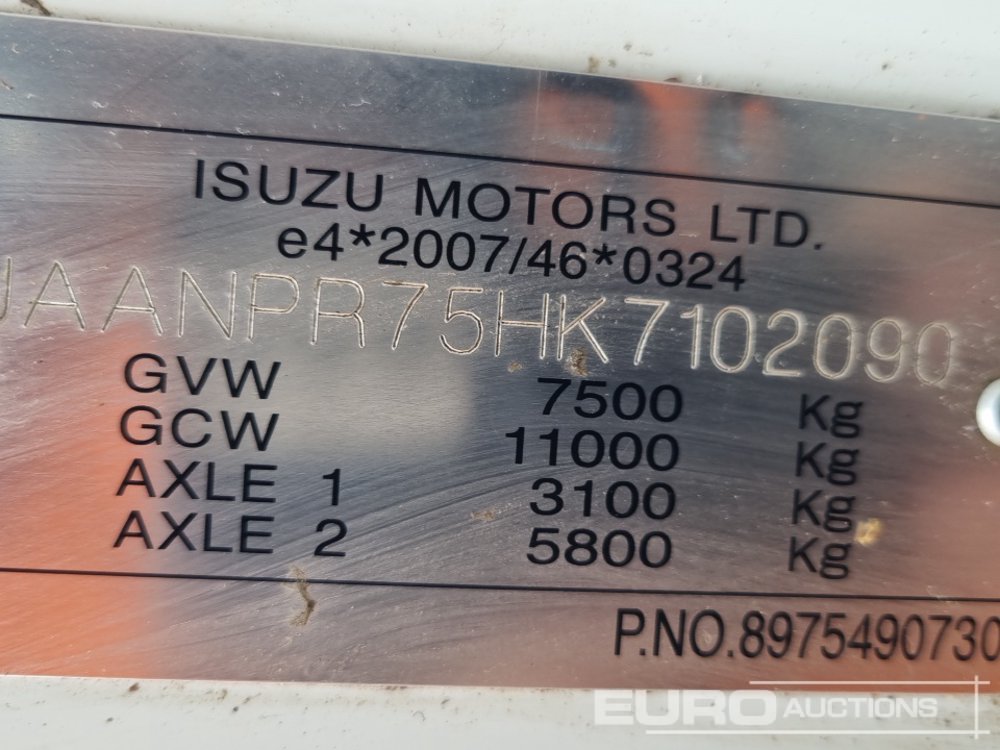 ISUZU MOTORS LTD.
e4*2007/46*0324
JAANPR75HK7102090
GVW 7500 Kg
GCW 11000 Kg
AXLE 1 3100 Kg
AXLE 2 5800 Kg
P.NO.8975490730
EURO AUCTIONS